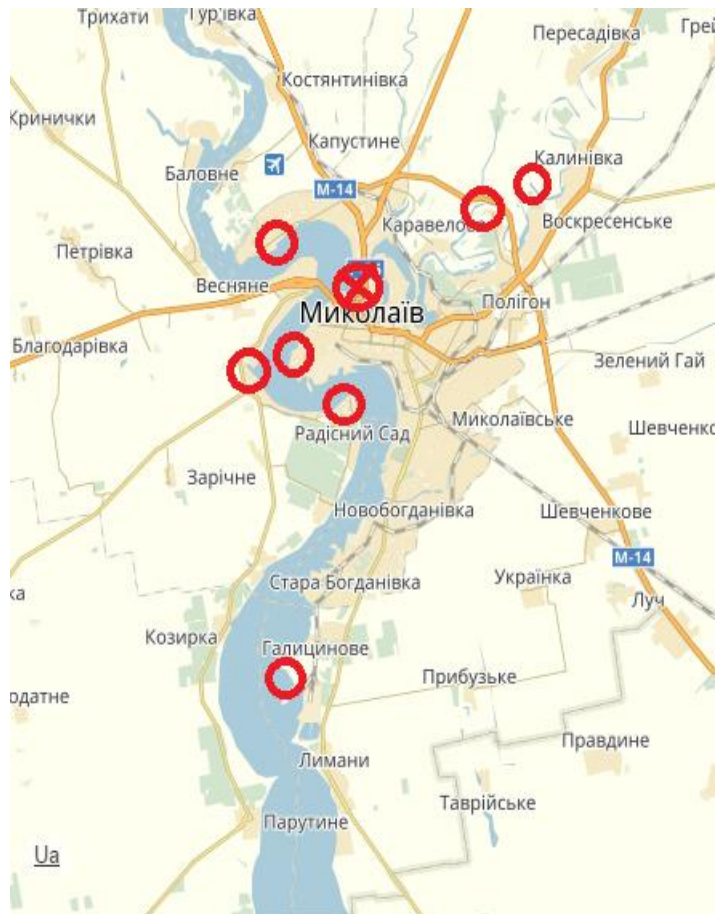 Трихати
Гур'ївка
Пересадівка
Костянтинівка
Кринички
Капустине
Калинівка
Баловне
М-14
Воскресенське
Петрівка
Весняне
Полігон
Миколаїв
Благодарівка
Зелений Гай
Миколаївське
Радісний Сад
Зарічне
Новобогданівка
Шевченкове
М-14
Стара Богданівка
Українка
Луч
Козирка
Галицинове
Прибузьке
Правдине
Лимани
Таврійське
Парутине
Ua